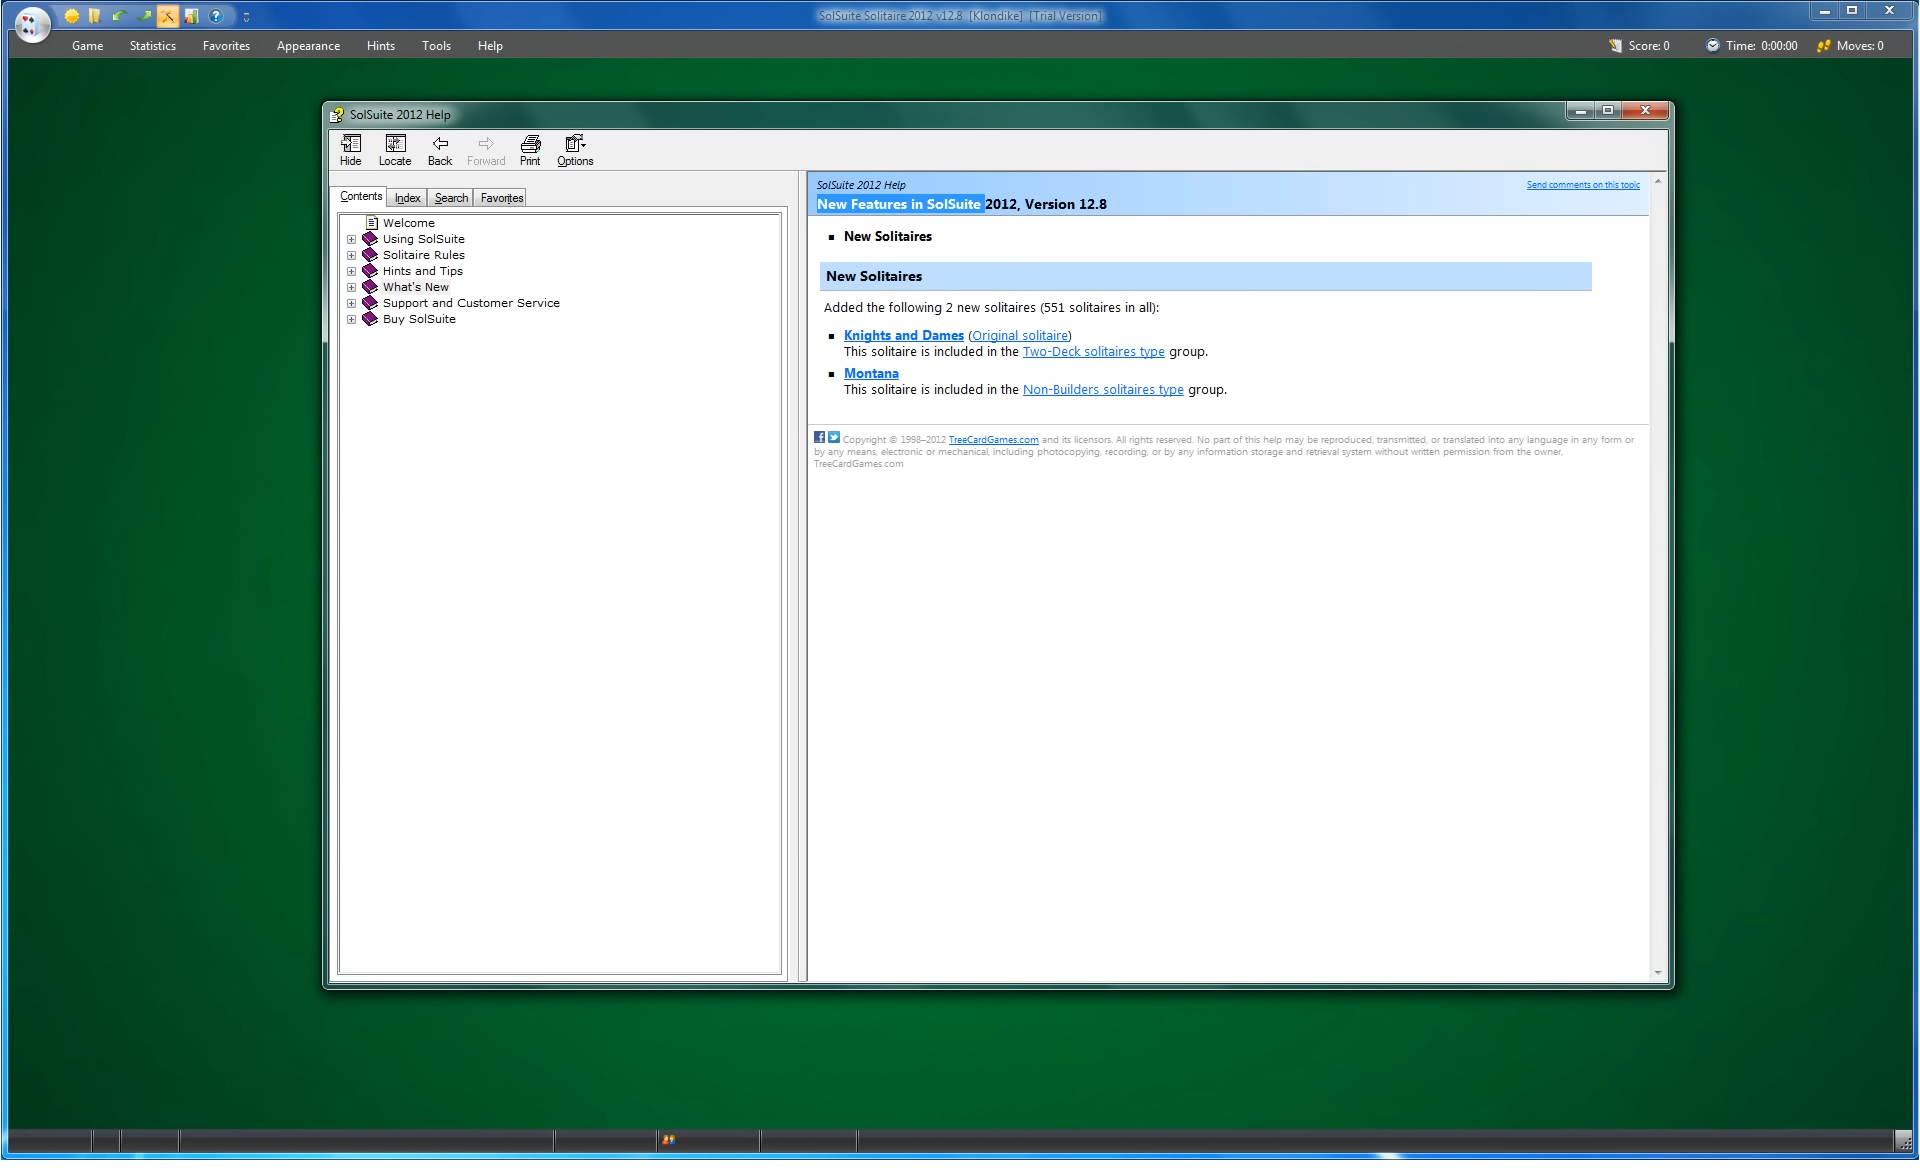 SolSuite Solitaire 2012 v12.8 [Klondike] [Trial Version]
Game Statistics Favorites Appearance Hints Tools Help Score: 0 Time: 0:00:00 Moves: 0
SolSuite 2012 Help
Hide Locate Back Forward Print Options
Contents Index Search Favorites
Welcome
Using SolSuite
Solitaire Rules
Hints and Tips
What's New
Support and Customer Service
Buy SolSuite
SolSuite 2012 Help Send comments on this topic
New Features in SolSuite 2012, Version 12.8
New Solitaires
New Solitaires
Added the following 2 new solitaires (551 solitaires in all):
Knights and Dames (Original solitaire)
This solitaire is included in the Two-Deck solitaires type group.
Montana
This solitaire is included in the Non-Builders solitaires type group.
Copyright © 1998–2012 TreeCardGames.com and its licensors. All rights reserved. No part of this help may be reproduced, transmitted, or translated into any language in any form or
by any means, electronic or mechanical, including photocopying, recording, or by any information storage and retrieval system without written permission from the owner,
TreeCardGames.com